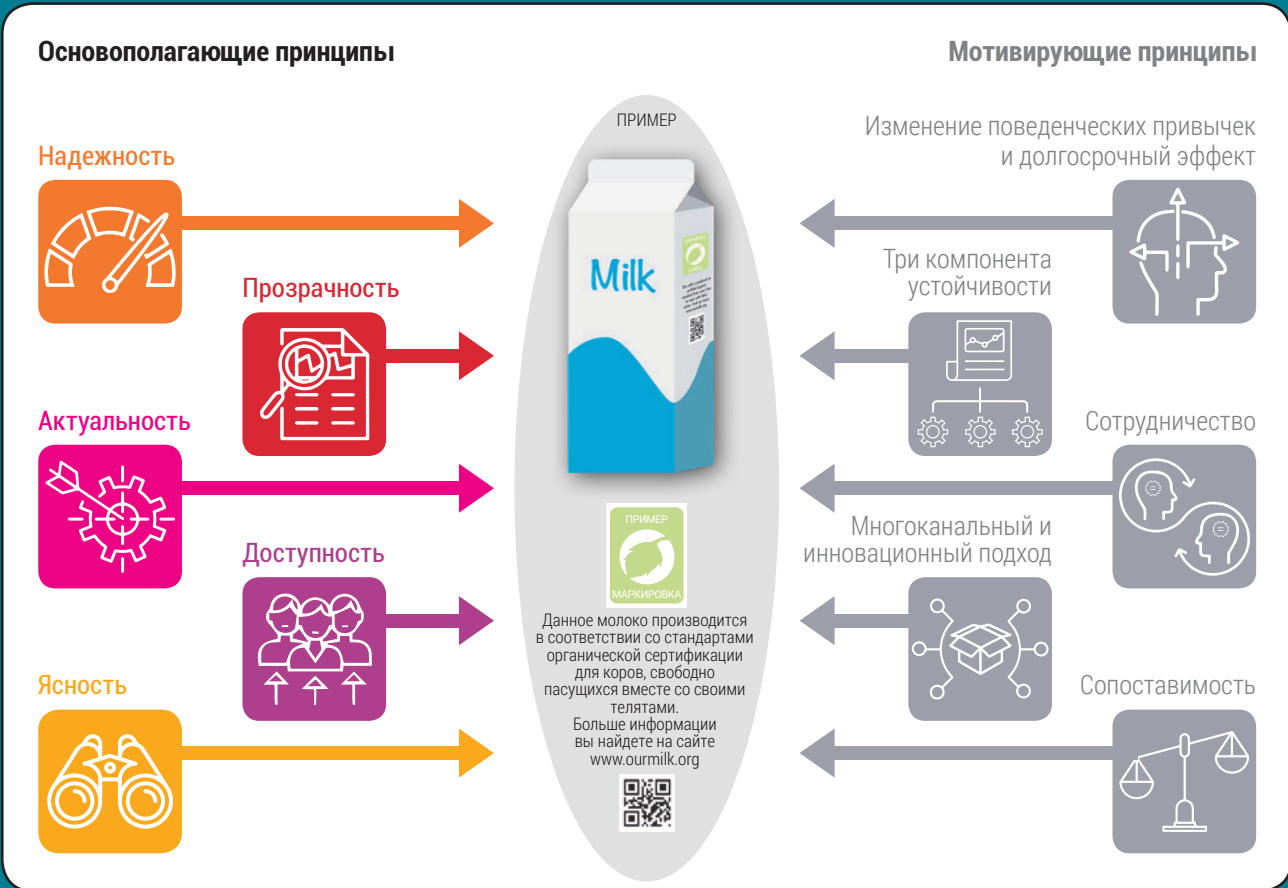 Основополагающие принципы
Надежность
Прозрачность
Актуальность
Доступность
Ясность
ПРИМЕР
Milk
ПРИМЕР
МАРКИРОВКА
Данное молоко производится
в соответствии со стандартами
органической сертификации
для коров, свободно
пасущихся вместе со своими
телятами.
Больше информации
вы найдете на сайте
www.ourmilk.org
Мотивирующие принципы
Изменение поведенческих привычек
и долгосрочный эффект
Три компонента
устойчивости
Сотрудничество
Многоканальный и
инновационный подход
Сопоставимость